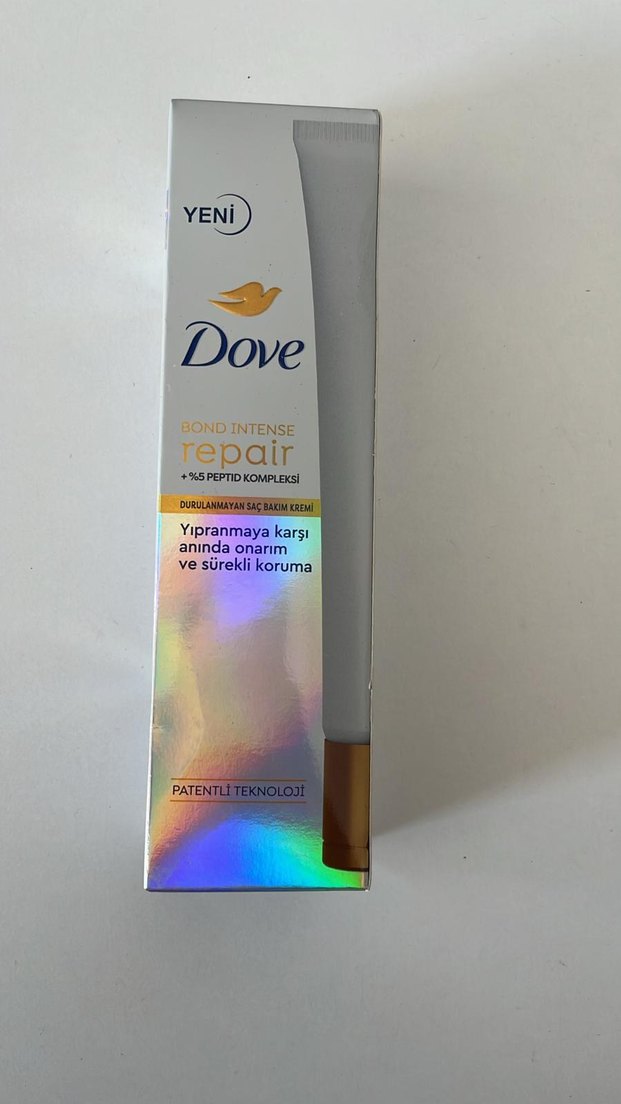 YENİ
Dove
BOND INTENSE
repair
+ %5 PEPTID KOMPLEKSİ
DURULANMAYAN SAÇ BAKIM KREMİ
Yıpranmaya karşı
anında onarım
ve sürekli koruma
PATENTLİ TEKNOLOJİ